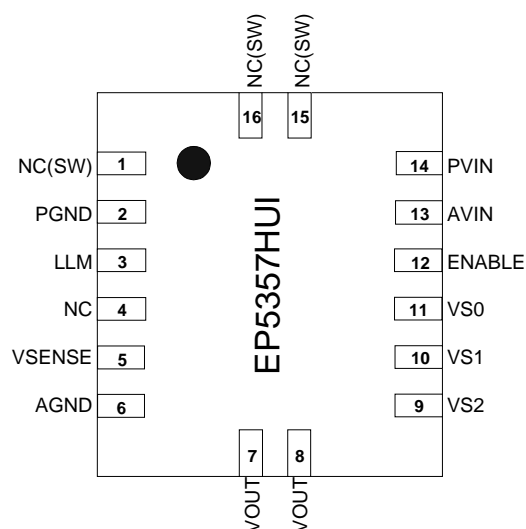 NC(SW)
NC(SW)
16
15
NC(SW)
1
14
PVIN
PGND
2
13
AVIN
LLM
3
12
ENABLE
NC
4
11
VS0
VSENSE
5
10
VS1
AGND
6
9
VS2
EP5357HUI
7
8
VOUT
VOUT